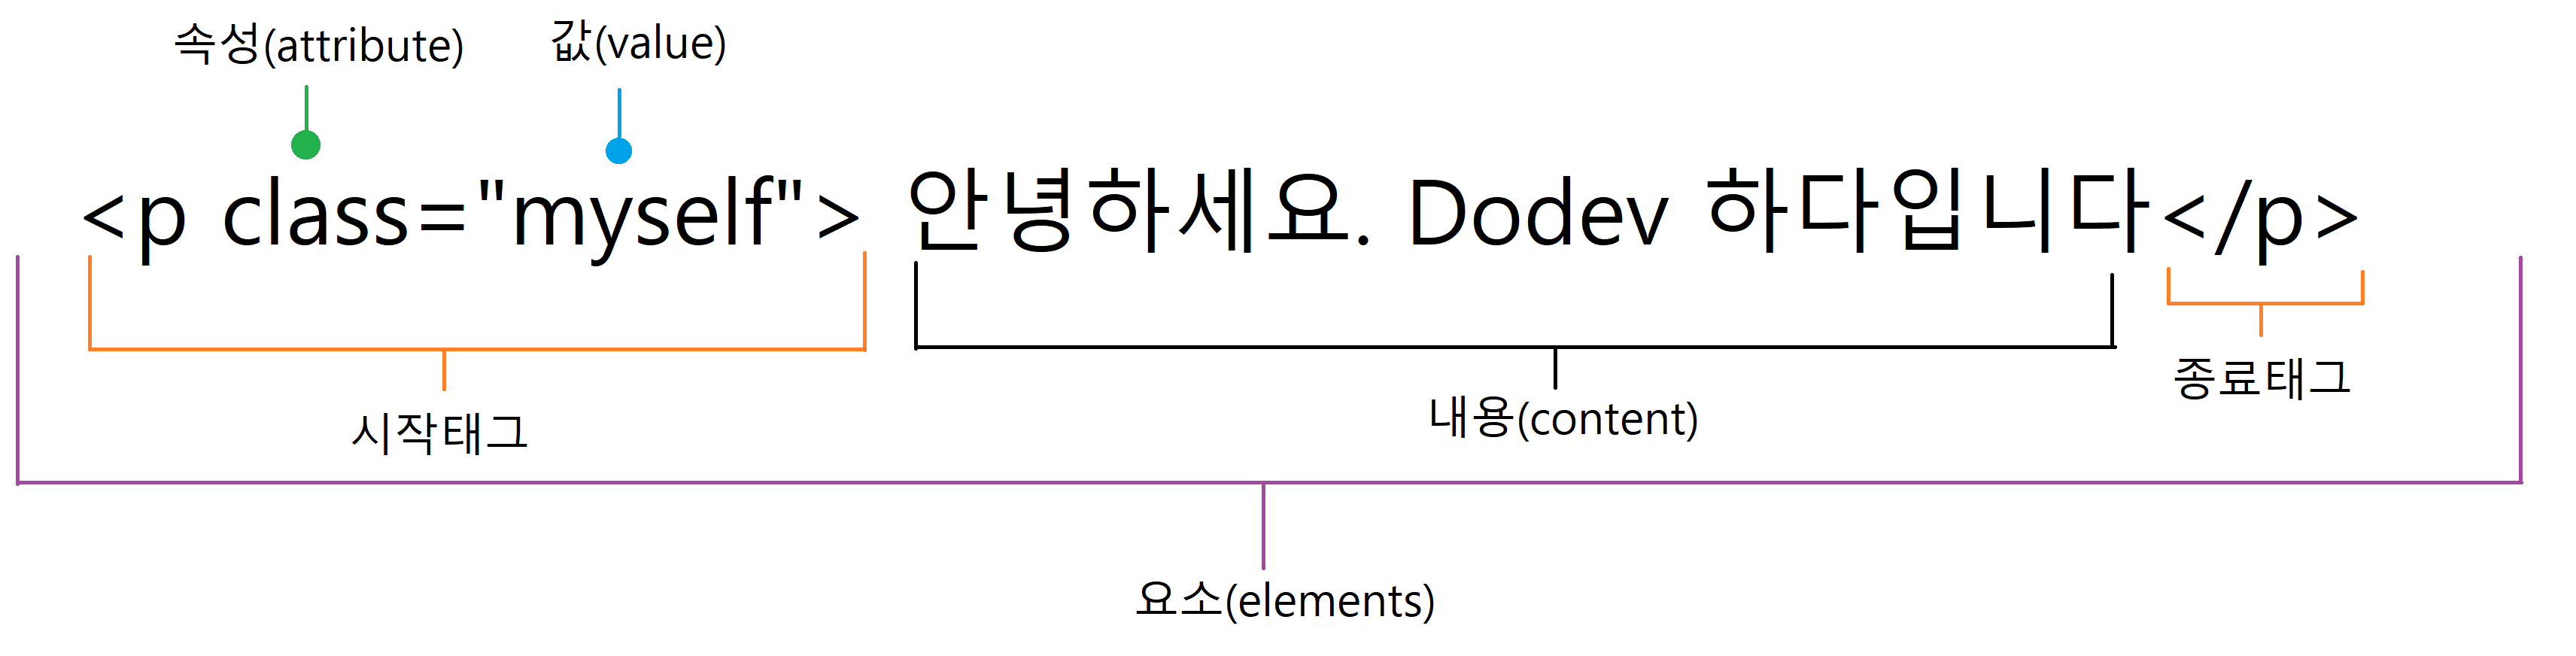 속성(attribute) 값(value)
<p class="myself"> 안녕하세요. Dodev 하다입니다</p>
시작태그 내용(content) 종료태그
요소(elements)